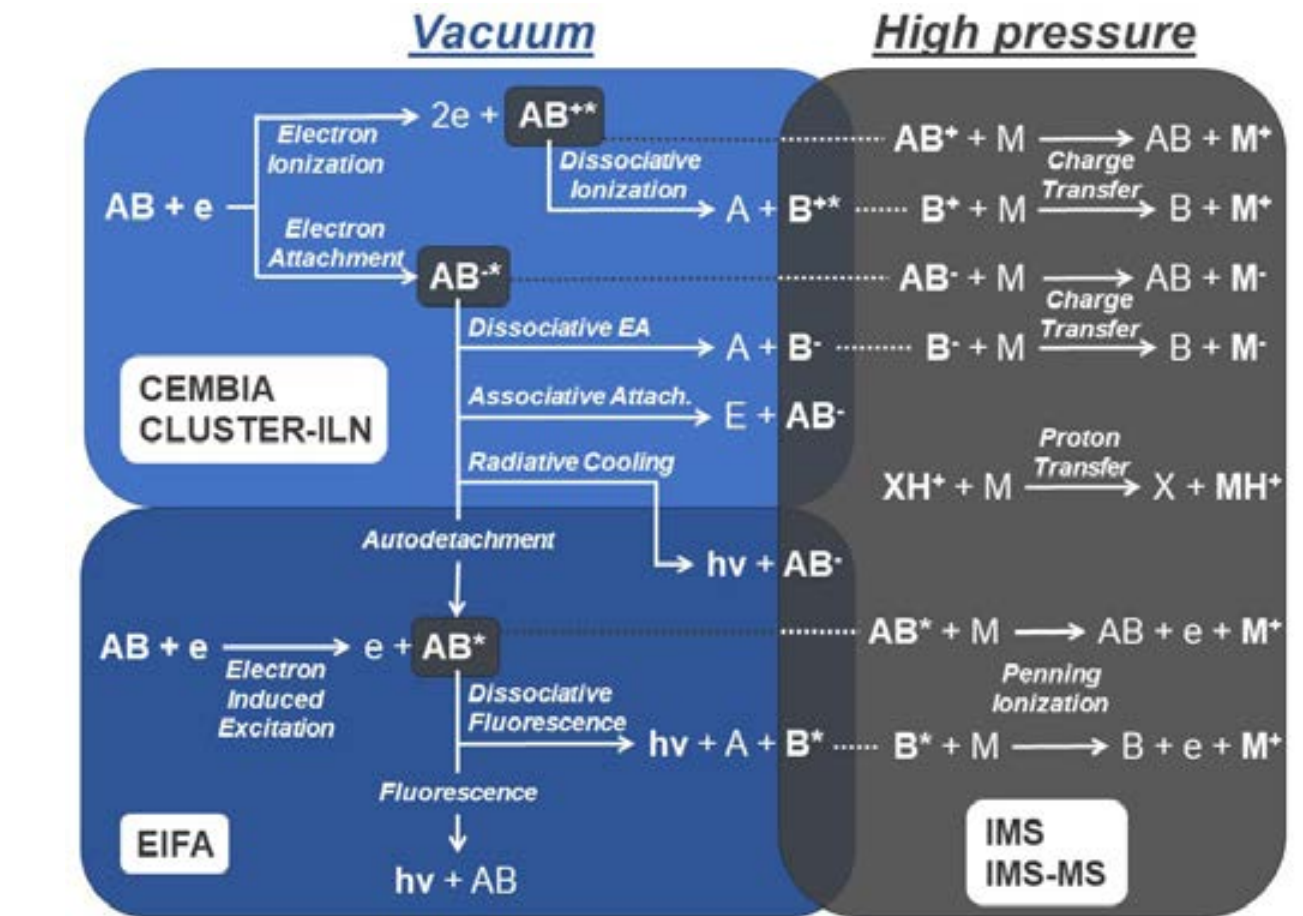 Vacuum
High pressure
2e + AB⁺*
Electron
Ionization
Dissociative
Ionization
AB + e
A + B⁺*
Electron
Attachment
AB⁻*
Dissociative EA
A + B⁻
CEMBIA
CLUSTER-ILN
Associative Attach.
E + AB⁻
Radiative Cooling
Autodetachment
hv + AB⁻
AB + e
e + AB*
Electron
Induced
Excitation
Dissociative
Fluorescence
hv + A + B*
Fluorescence
EIFA
hv + AB
AB⁺ + M
AB + M⁺
Charge
Transfer
B⁺ + M
B + M⁺
AB⁻ + M
AB + M⁻
Charge
Transfer
B⁻ + M
B + M⁻
Proton
Transfer
XH⁺ + M
X + MH⁺
AB* + M
AB + e + M⁺
Penning
Ionization
B* + M
B + e + M⁺
IMS
IMS-MS